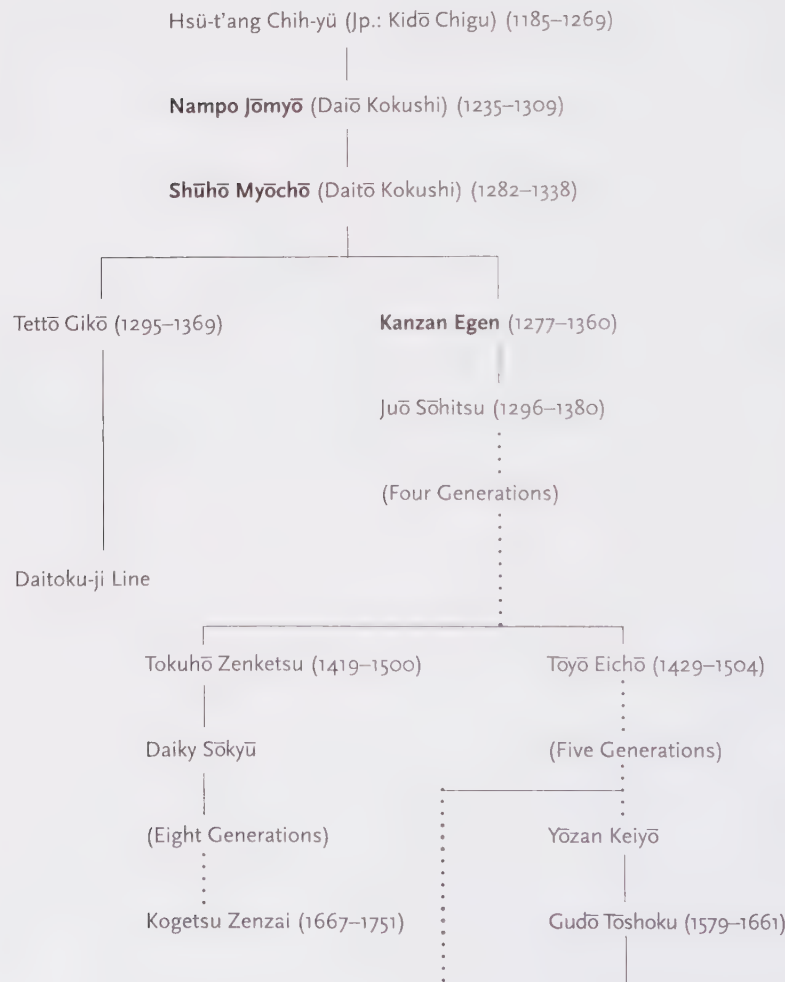 Hsü-t’ang Chih-yü (Jp.: Kidō Chigu) (1185–1269)
Nampo Jōmyō (Daiō Kokushi) (1235–1309)
Shūhō Myōchō (Daitō Kokushi) (1282–1338)
Tettō Gikō (1295–1369)
Kanzan Egen (1277–1360)
Juō Sōhitsu (1296–1380)
(Four Generations)
Daitoku-ji Line
Tokuhō Zenketsu (1419–1500)
Tōyō Eichō (1429–1504)
Daiky Sōkyū
(Five Generations)
(Eight Generations)
Yōzan Keiyō
Kogetsu Zenzai (1667–1751)
Gudō Tōshoku (1579–1661)